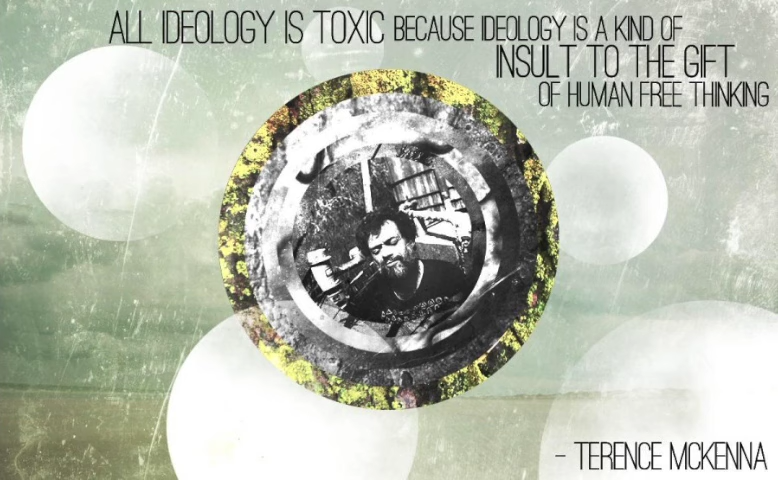 ALL IDEOLOGY IS TOXIC BECAUSE IDEOLOGY IS A KIND OF
INSULT TO THE GIFT
OF HUMAN FREE THINKING
- TERENCE MCKENNA